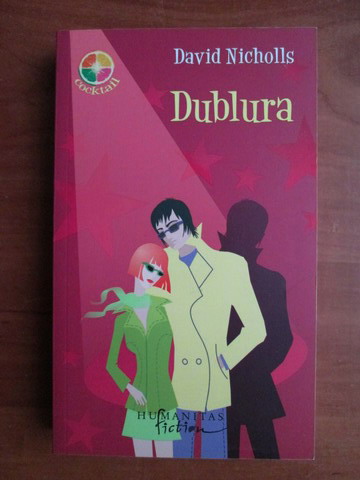 cocktail
David Nicholls
Dublura
HUMANITAS
fiction